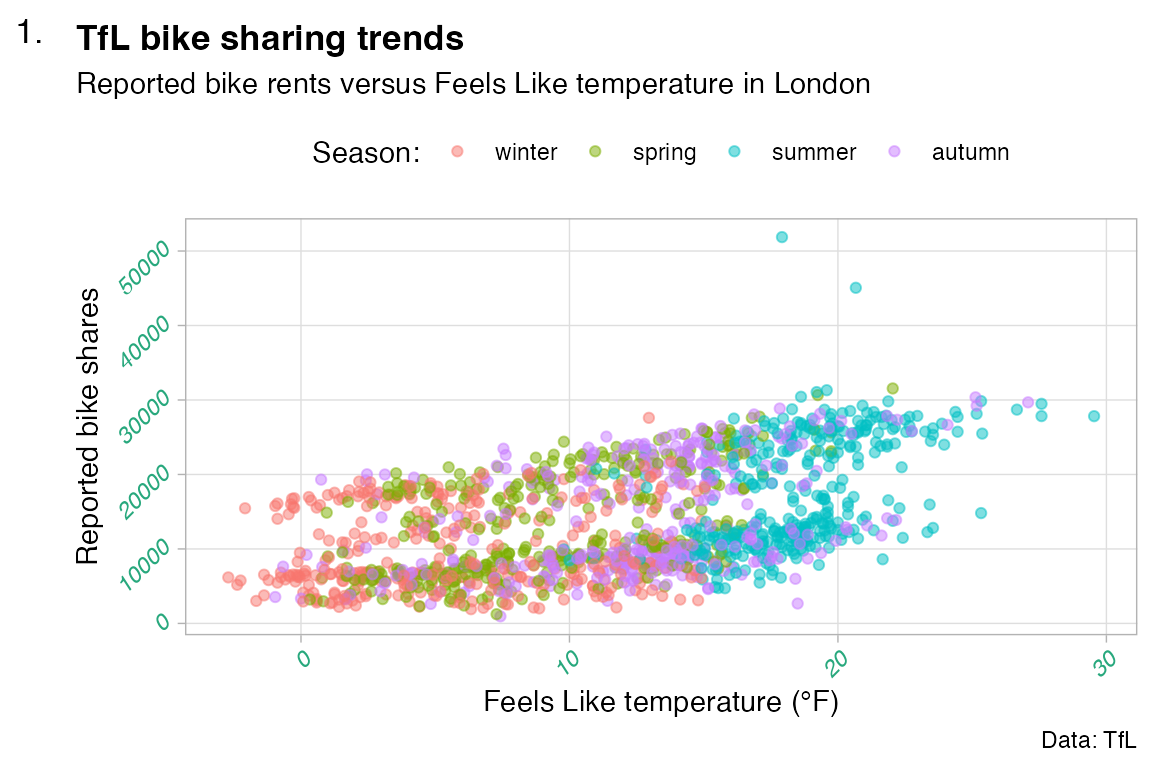 1. TfL bike sharing trends
Reported bike rents versus Feels Like temperature in London
Season: winter spring summer autumn
50000
40000
30000
20000
10000
0
Reported bike shares
0 10 20 30
Feels Like temperature (°F)
Data: TfL